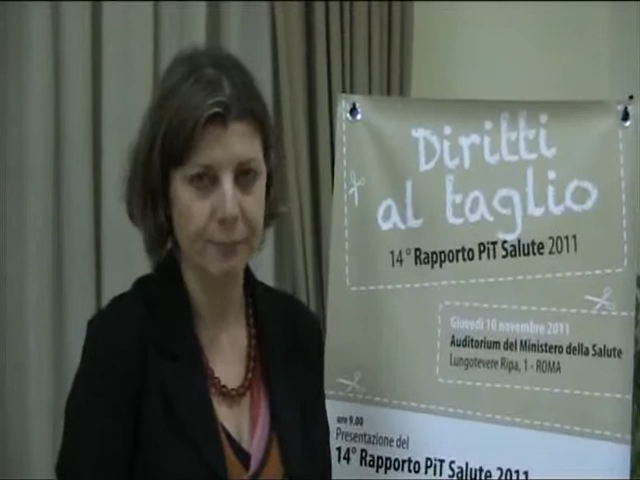 Diritti
al taglio
14° Rapporto PiT Salute 2011
Giovedì 10 novembre 2011
Auditorium del Ministero della Salute
Lungotevere Ripa, 1 - ROMA
ore 9.00
Presentazione del
14° Rapporto PiT Salute 2011